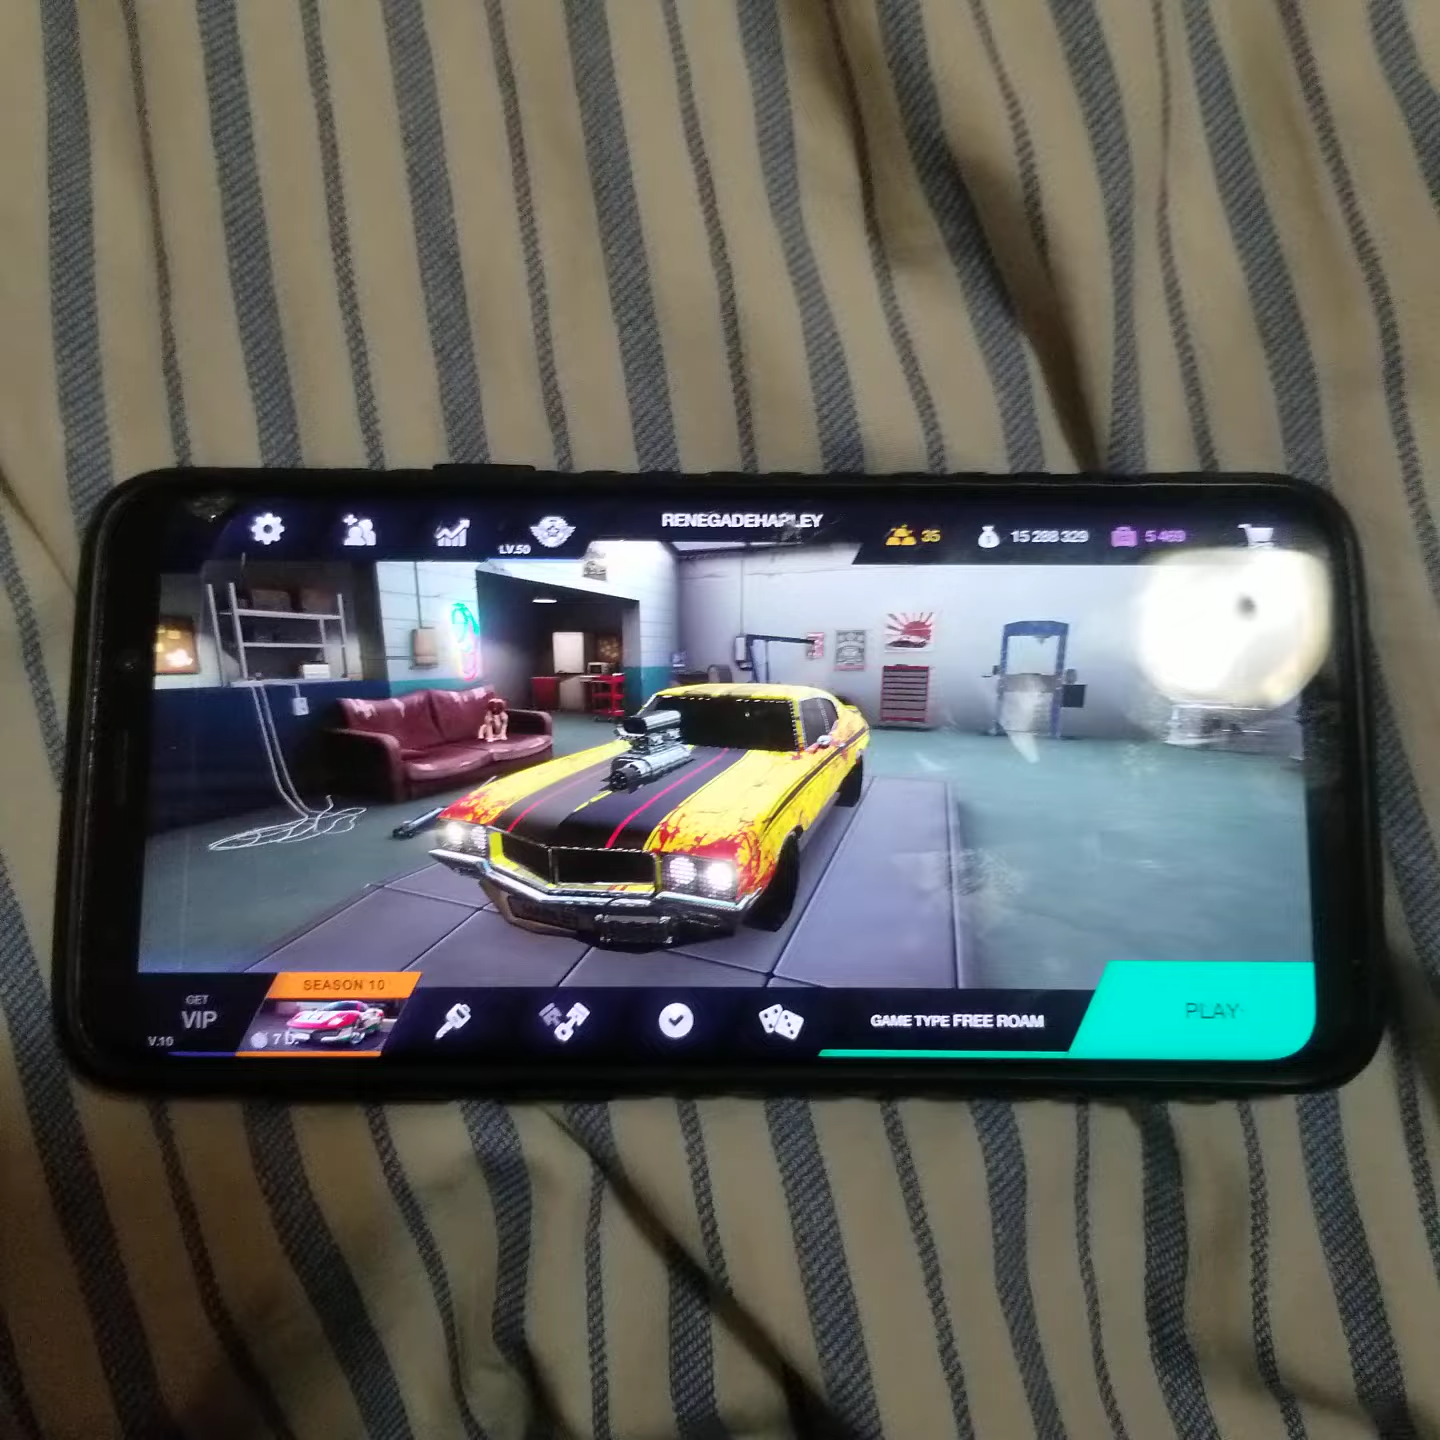 RENEGADEHARLEY
LV.50
35
15 288 329
5 469
SEASON 10
GET
VIP
7 D.
V.10
GAME TYPE FREE ROAM
PLAY